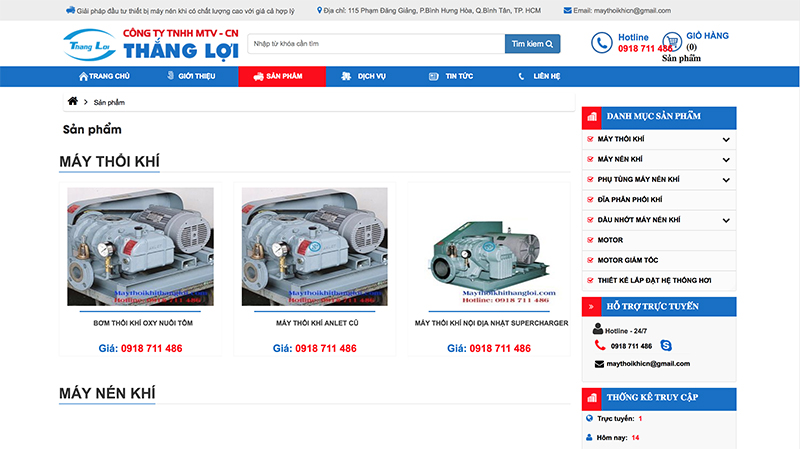 Giải pháp đầu tư thiết bị máy nén khí có chất lượng cao với giá cả hợp lý
Địa chỉ: 115 Phạm Đăng Giảng, P.Bình Hưng Hòa, Q.Bình Tân, TP. HCM
Email: maythoikhicn@gmail.com
Thang Loi
CÔNG TY TNHH MTV - CN
THẮNG LỢI
Nhập từ khóa cần tìm
Tìm kiếm
Hotline
0918 711 486
GIỎ HÀNG
(0)
Sản phẩm
TRANG CHỦ
GIỚI THIỆU
SẢN PHẨM
DỊCH VỤ
TIN TỨC
LIÊN HỆ
Sản phẩm
Sản phẩm
MÁY THỔI KHÍ
Maythoikhithangloi.com
Hotline: 0918 711 486
Maythoikhithangloi.com
Hotline: 0918 711 486
Maythoikhithangloi.com
Hotline: 0918 711 486
BƠM THỔI KHÍ OXY NUÔI TÔM
MÁY THỔI KHÍ ANLET CŨ
MÁY THỔI KHÍ NỘI ĐỊA NHẬT SUPERCHARGER
Giá: 0918 711 486
Giá: 0918 711 486
Giá: 0918 711 486
MÁY NÉN KHÍ
DANH MỤC SẢN PHẨM
MÁY THỔI KHÍ
MÁY NÉN KHÍ
PHỤ TÙNG MÁY NÉN KHÍ
ĐĨA PHÂN PHỐI KHÍ
DẦU NHỚT MÁY NÉN KHÍ
MOTOR
MOTOR GIẢM TỐC
THIẾT KẾ LẮP ĐẶT HỆ THỐNG HƠI
HỖ TRỢ TRỰC TUYẾN
Hotline - 24/7
0918 711 486
maythoikhicn@gmail.com
THỐNG KÊ TRUY CẬP
Trực tuyến: 1
Hôm nay: 14